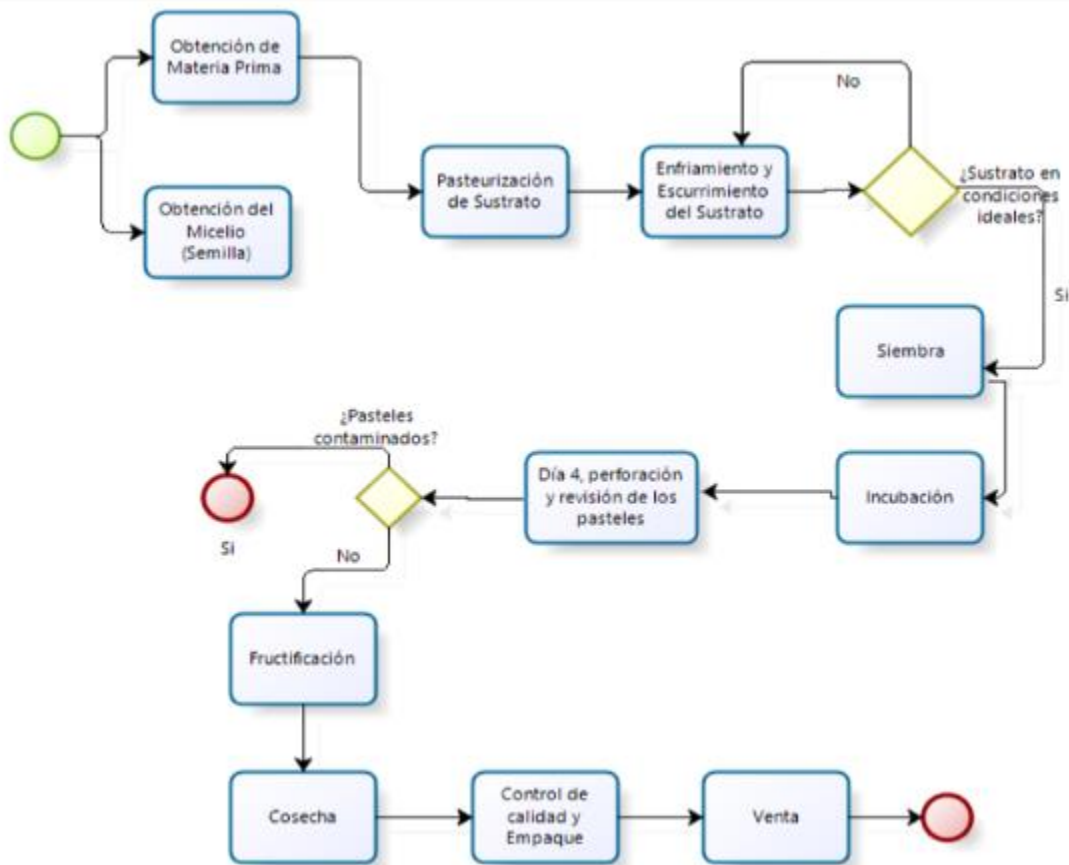 Obtención de
Materia Prima
No
Obtención del
Micelio
(Semilla)
Pasteurización
de Sustrato
Enfriamiento y
Escurrimiento
del Sustrato
¿Sustrato en
condiciones
ideales?
Si
Siembra
¿Pasteles
contaminados?
Si
Día 4, perforación
y revisión de los
pasteles
Incubación
No
Fructificación
Cosecha
Control de
calidad y
Empaque
Venta